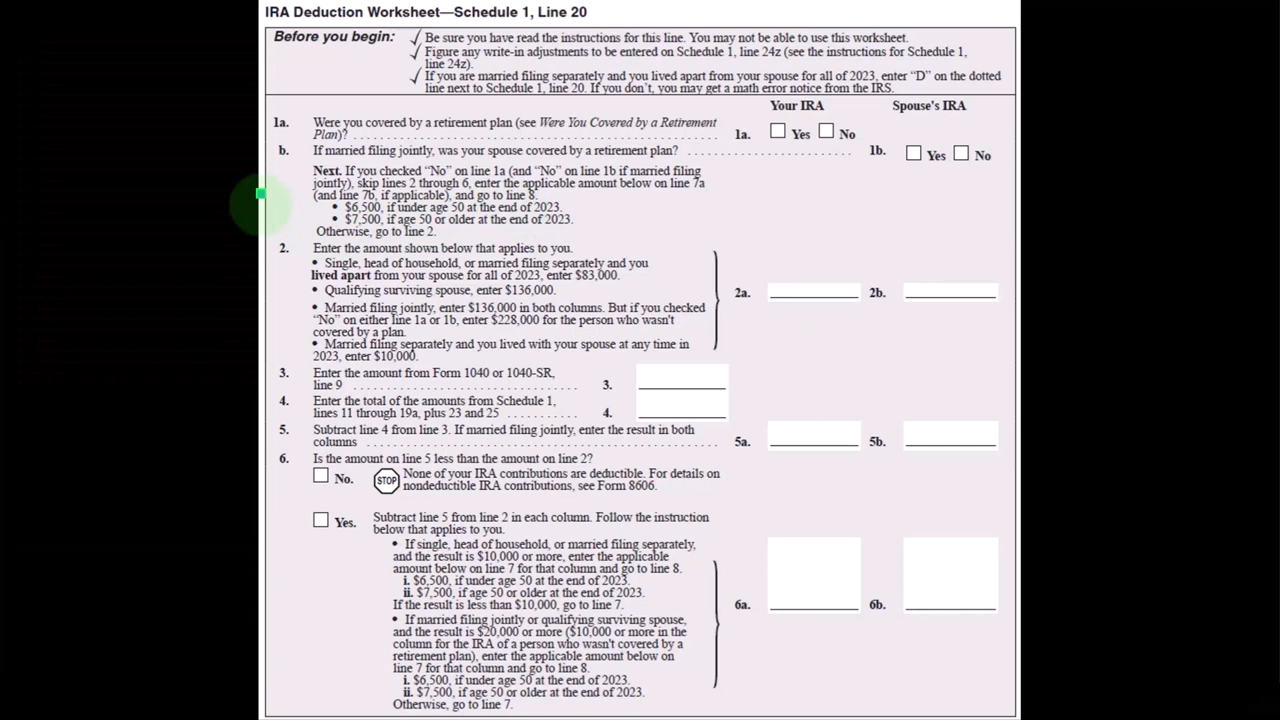 IRA Deduction Worksheet—Schedule 1, Line 20
Before you begin:
Be sure you have read the instructions for this line. You may not be able to use this worksheet.
Figure any write-in adjustments to be entered on Schedule 1, line 24z (see the instructions for Schedule 1,
line 24z).
If you are married filing separately and you lived apart from your spouse for all of 2023, enter “D” on the dotted
line next to Schedule 1, line 20. If you don’t, you may get a math error notice from the IRS.
Your IRA Spouse's IRA
1a. Were you covered by a retirement plan (see Were You Covered by a Retirement
Plan)? 1a. Yes No
b. If married filing jointly, was your spouse covered by a retirement plan? 1b. Yes No
Next. If you checked “No” on line 1a (and “No” on line 1b if married filing
jointly), skip lines 2 through 6, enter the applicable amount below on line 7a
(and line 7b, if applicable), and go to line 8.
• $6,500, if under age 50 at the end of 2023.
• $7,500, if age 50 or older at the end of 2023.
Otherwise, go to line 2.
2. Enter the amount shown below that applies to you.
• Single, head of household, or married filing separately and you
lived apart from your spouse for all of 2023, enter $83,000.
• Qualifying surviving spouse, enter $136,000.
2a. 2b.
• Married filing jointly, enter $136,000 in both columns. But if you checked
“No” on either line 1a or 1b, enter $228,000 for the person who wasn't
covered by a plan.
• Married filing separately and you lived with your spouse at any time in
2023, enter $10,000.
3. Enter the amount from Form 1040 or 1040-SR,
line 9 3.
4. Enter the total of the amounts from Schedule 1,
lines 11 through 19a, plus 23 and 25 4.
5. Subtract line 4 from line 3. If married filing jointly, enter the result in both
columns 5a. 5b.
6. Is the amount on line 5 less than the amount on line 2?
No. STOP None of your IRA contributions are deductible. For details on
nondeductible IRA contributions, see Form 8606.
Yes. Subtract line 5 from line 2 in each column. Follow the instruction
below that applies to you.
• If single, head of household, or married filing separately,
and the result is $10,000 or more, enter the applicable
amount below on line 7 for that column and go to line 8.
i. $6,500, if under age 50 at the end of 2023.
ii. $7,500, if age 50 or older at the end of 2023.
If the result is less than $10,000, go to line 7. 6a. 6b.
• If married filing jointly or qualifying surviving spouse,
and the result is $20,000 or more ($10,000 or more in the
column for the IRA of a person who wasn't covered by a
retirement plan), enter the applicable amount below on
line 7 for that column and go to line 8.
i. $6,500, if under age 50 at the end of 2023.
ii. $7,500, if age 50 or older at the end of 2023.
Otherwise, go to line 7.